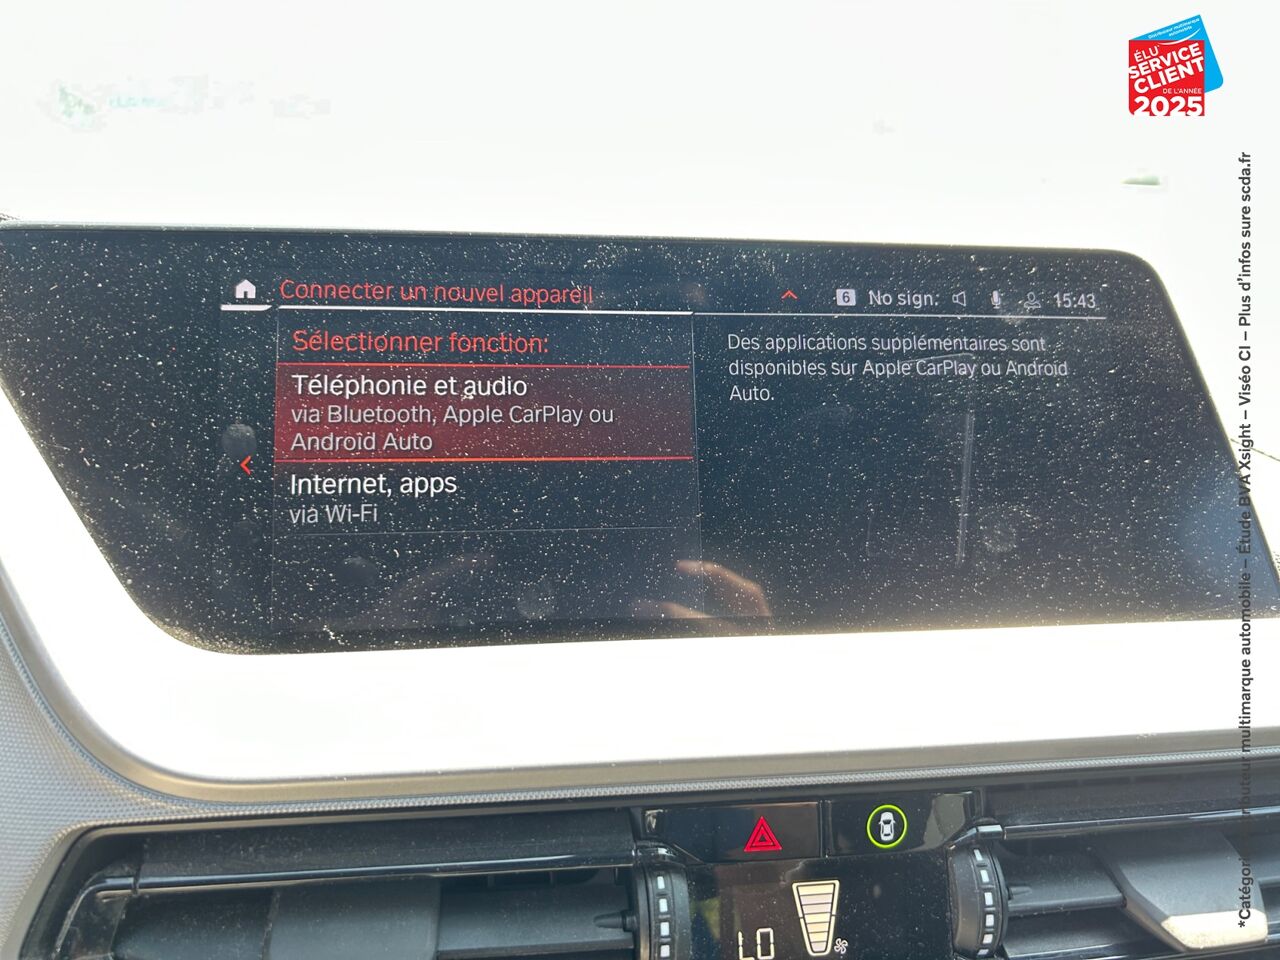 Distributeur multimarque
automobile
ÉLU
SERVICE
CLIENT
DE L'ANNÉE
2025
Connecter un nouvel appareil
6 No sign: 15:43
Sélectionner fonction:
Téléphonie et audio
via Bluetooth, Apple CarPlay ou
Android Auto
Internet, apps
via Wi-Fi
Des applications supplémentaires sont
disponibles sur Apple CarPlay ou Android
Auto.
LO
multimarque automobile – Étude BVA Xsight – Viséo CI – Plus d'infos sure scda.fr